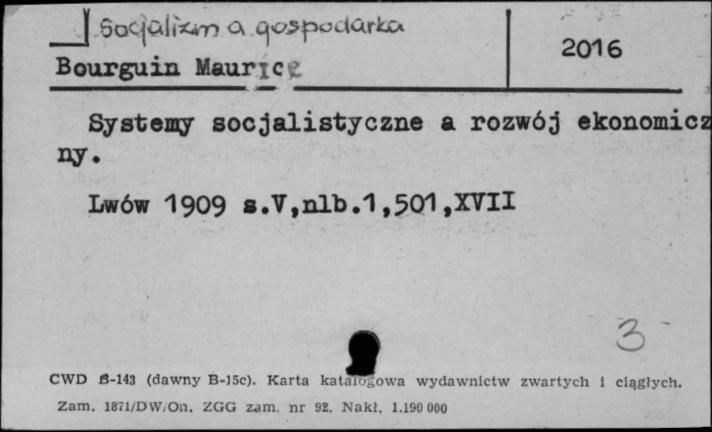 Socjalizm a gospodarka
2016
Bourguin Maurice
Systemy socjalistyczne a rozwój ekonomicz
ny.
Lwów 1909 s.V,nlb.1,501,XVII
3
CWD B-143 (dawny B-15c). Karta katalogowa wydawnictw zwartych i ciągłych.
Zam. 1871/DW/On. ZGG zam. nr 92. Nakł. 1.190 000